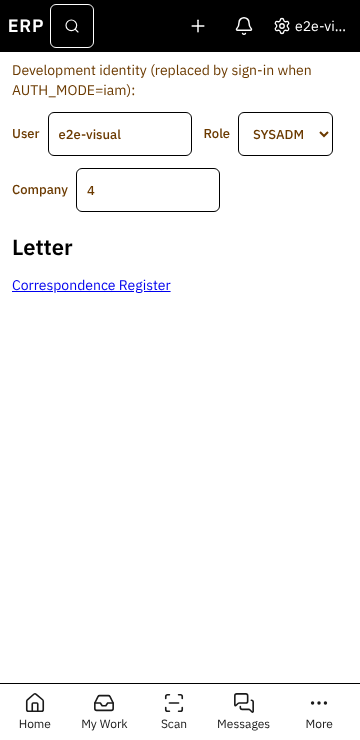 ERP e2e-vi...
Development identity (replaced by sign-in when
AUTH_MODE=iam):
User e2e-visual Role SYSADM
Company 4
Letter
Correspondence Register
Home My Work Scan Messages More